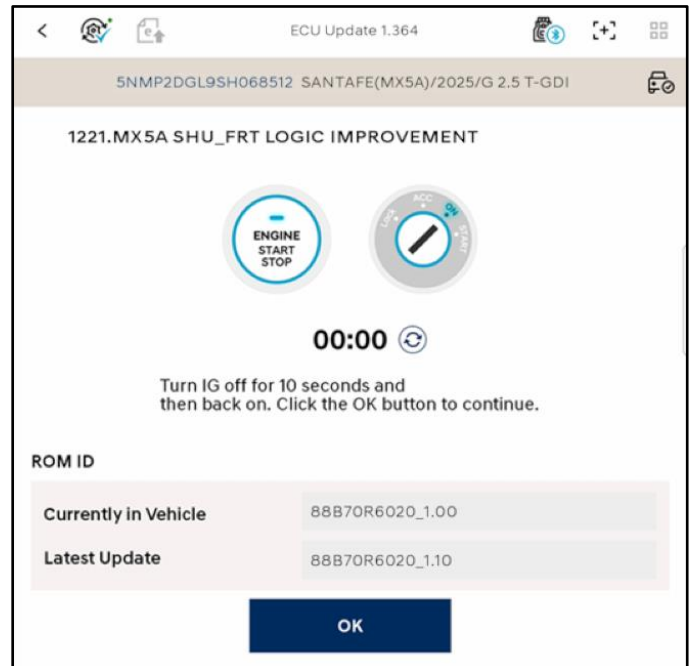 ECU Update 1.364
5NMP2DGL9SH068512 SANTAFE(MX5A)/2025/G 2.5 T-GDI
1221.MX5A SHU_FRT LOGIC IMPROVEMENT
ENGINE
START
STOP
LOCK
ACC
ON
START
00:00
Turn IG off for 10 seconds and
then back on. Click the OK button to continue.
ROM ID
Currently in Vehicle 88B70R6020_1.00
Latest Update 88B70R6020_1.10
OK